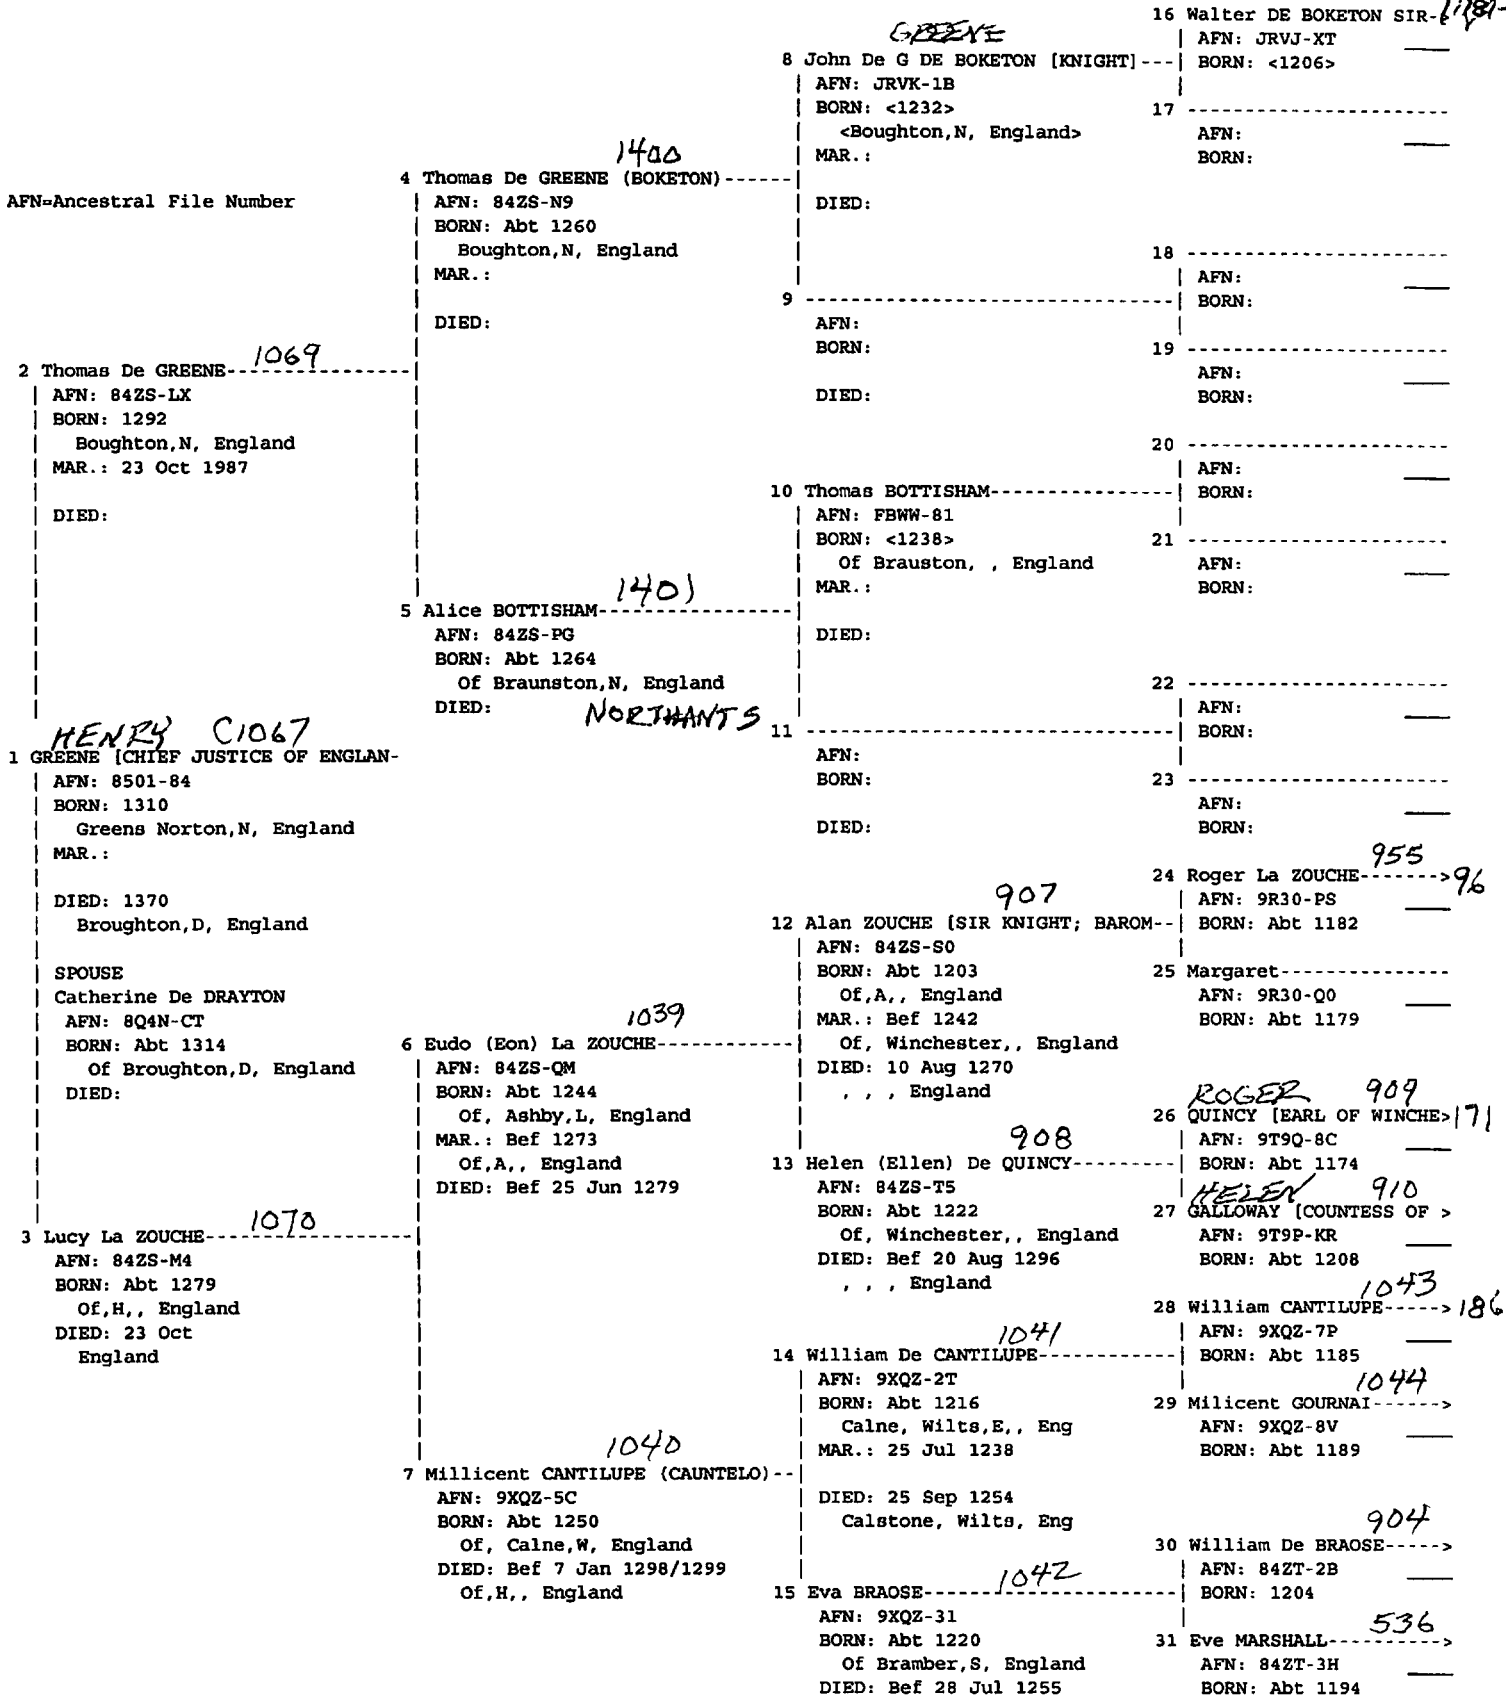 AFN=Ancestral File Number
HENRY C1067
1 GREENE [CHIEF JUSTICE OF ENGLAN-
AFN: 8501-84
BORN: 1310
Greens Norton,N, England
MAR.:
DIED: 1370
Broughton,D, England
SPOUSE
Catherine De DRAYTON
AFN: 8Q4N-CT
BORN: Abt 1314
Of Broughton,D, England
DIED:
1069
2 Thomas De GREENE
AFN: 84ZS-LX
BORN: 1292
Boughton,N, England
MAR.: 23 Oct 1987
DIED:
1070
3 Lucy La ZOUCHE
AFN: 84ZS-M4
BORN: Abt 1279
Of,H,, England
DIED: 23 Oct
England
1400
4 Thomas De GREENE (BOKETON)
AFN: 84ZS-N9
BORN: Abt 1260
Boughton,N, England
MAR.:
DIED:
1401
5 Alice BOTTISHAM
AFN: 84ZS-PG
BORN: Abt 1264
Of Braunston,N, England
DIED:
NORTHANTS
1039
6 Eudo (Eon) La ZOUCHE
AFN: 84ZS-QM
BORN: Abt 1244
Of, Ashby,L, England
MAR.: Bef 1273
Of,A,, England
DIED: Bef 25 Jun 1279
1040
7 Millicent CANTILUPE (CAUNTELO)
AFN: 9XQZ-5C
BORN: Abt 1250
Of, Calne,W, England
DIED: Bef 7 Jan 1298/1299
Of,H,, England
GREENE
8 John De G DE BOKETON [KNIGHT]
AFN: JRVK-1B
BORN: <1232>
<Boughton,N, England>
MAR.:
DIED:
9
AFN:
BORN:
DIED:
10 Thomas BOTTISHAM
AFN: FBWW-81
BORN: <1238>
Of Brauston, , England
MAR.:
DIED:
11
AFN:
BORN:
DIED:
907
12 Alan ZOUCHE [SIR KNIGHT; BAROM--
AFN: 84ZS-S0
BORN: Abt 1203
Of,A,, England
MAR.: Bef 1242
Of, Winchester,, England
DIED: 10 Aug 1270
, , , England
908
13 Helen (Ellen) De QUINCY
AFN: 84ZS-T5
BORN: Abt 1222
Of, Winchester,, England
DIED: Bef 20 Aug 1296
, , , England
1041
14 William De CANTILUPE
AFN: 9XQZ-2T
BORN: Abt 1216
Calne, Wilts,E,, Eng
MAR.: 25 Jul 1238
DIED: 25 Sep 1254
Calstone, Wilts, Eng
1042
15 Eva BRAOSE
AFN: 9XQZ-31
BORN: Abt 1220
Of Bramber,S, England
DIED: Bef 28 Jul 1255
16 Walter DE BOKETON SIR-
AFN: JRVJ-XT
BORN: <1206>
17
AFN:
BORN:
18
AFN:
BORN:
19
AFN:
BORN:
20
AFN:
BORN:
21
AFN:
BORN:
22
AFN:
BORN:
23
AFN:
BORN:
955
24 Roger La ZOUCHE-------> 96
AFN: 9R30-PS
BORN: Abt 1182
25 Margaret
AFN: 9R30-Q0
BORN: Abt 1179
ROGER 909
26 QUINCY [EARL OF WINCHE> 171
AFN: 9T9Q-8C
BORN: Abt 1174
HELEN 910
27 GALLOWAY [COUNTESS OF >
AFN: 9T9P-KR
BORN: Abt 1208
1043
28 William CANTILUPE-----> 186
AFN: 9XQZ-7P
BORN: Abt 1185
1044
29 Milicent GOURNAI------>
AFN: 9XQZ-8V
BORN: Abt 1189
904
30 William De BRAOSE----->
AFN: 84ZT-2B
BORN: 1204
536
31 Eve MARSHALL---------->
AFN: 84ZT-3H
BORN: Abt 1194